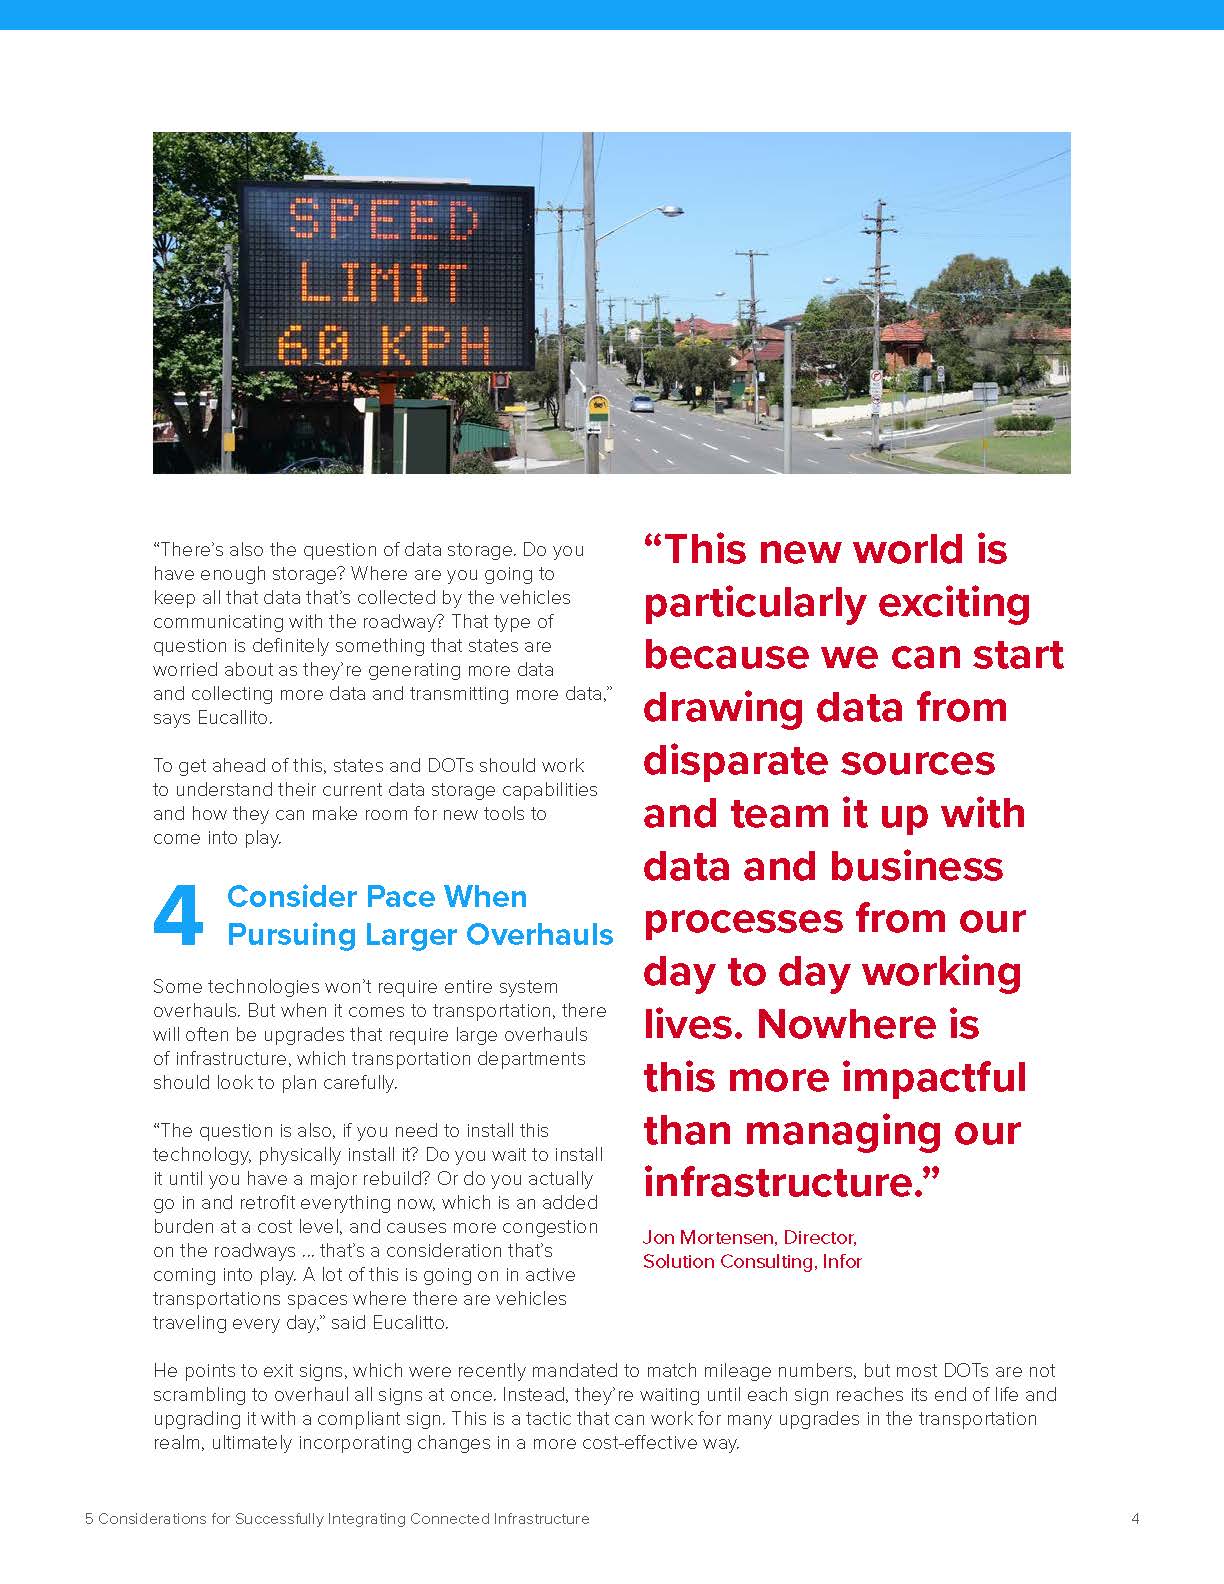 SPEED
LIMIT
60 KPH
“There’s also the question of data storage. Do you
have enough storage? Where are you going to
keep all that data that’s collected by the vehicles
communicating with the roadway? That type of
question is definitely something that states are
worried about as they’re generating more data
and collecting more data and transmitting more data,”
says Eucallito.
To get ahead of this, states and DOTs should work
to understand their current data storage capabilities
and how they can make room for new tools to
come into play.
4 Consider Pace When
Pursuing Larger Overhauls
Some technologies won’t require entire system
overhauls. But when it comes to transportation, there
will often be upgrades that require large overhauls
of infrastructure, which transportation departments
should look to plan carefully.
“The question is also, if you need to install this
technology, physically install it? Do you wait to install
it until you have a major rebuild? Or do you actually
go in and retrofit everything now, which is an added
burden at a cost level, and causes more congestion
on the roadways ... that’s a consideration that’s
coming into play. A lot of this is going on in active
transportations spaces where there are vehicles
traveling every day,” said Eucalitto.
“This new world is
particularly exciting
because we can start
drawing data from
disparate sources
and team it up with
data and business
processes from our
day to day working
lives. Nowhere is
this more impactful
than managing our
infrastructure.”
Jon Mortensen, Director,
Solution Consulting, Infor
He points to exit signs, which were recently mandated to match mileage numbers, but most DOTs are not
scrambling to overhaul all signs at once. Instead, they’re waiting until each sign reaches its end of life and
upgrading it with a compliant sign. This is a tactic that can work for many upgrades in the transportation
realm, ultimately incorporating changes in a more cost-effective way.
5 Considerations for Successfully Integrating Connected Infrastructure
4